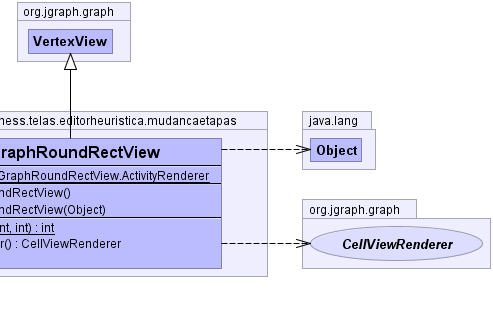 org.jgraph.graph
VertexView
ness.telas.editorheuristica.mudancaetapas
java.lang
raphRoundRectView
Object
GraphRoundRectView.ActivityRenderer
ndRectView()
ndRectView(Object)
org.jgraph.graph
nt, int) : int
r() : CellViewRenderer
CellViewRenderer